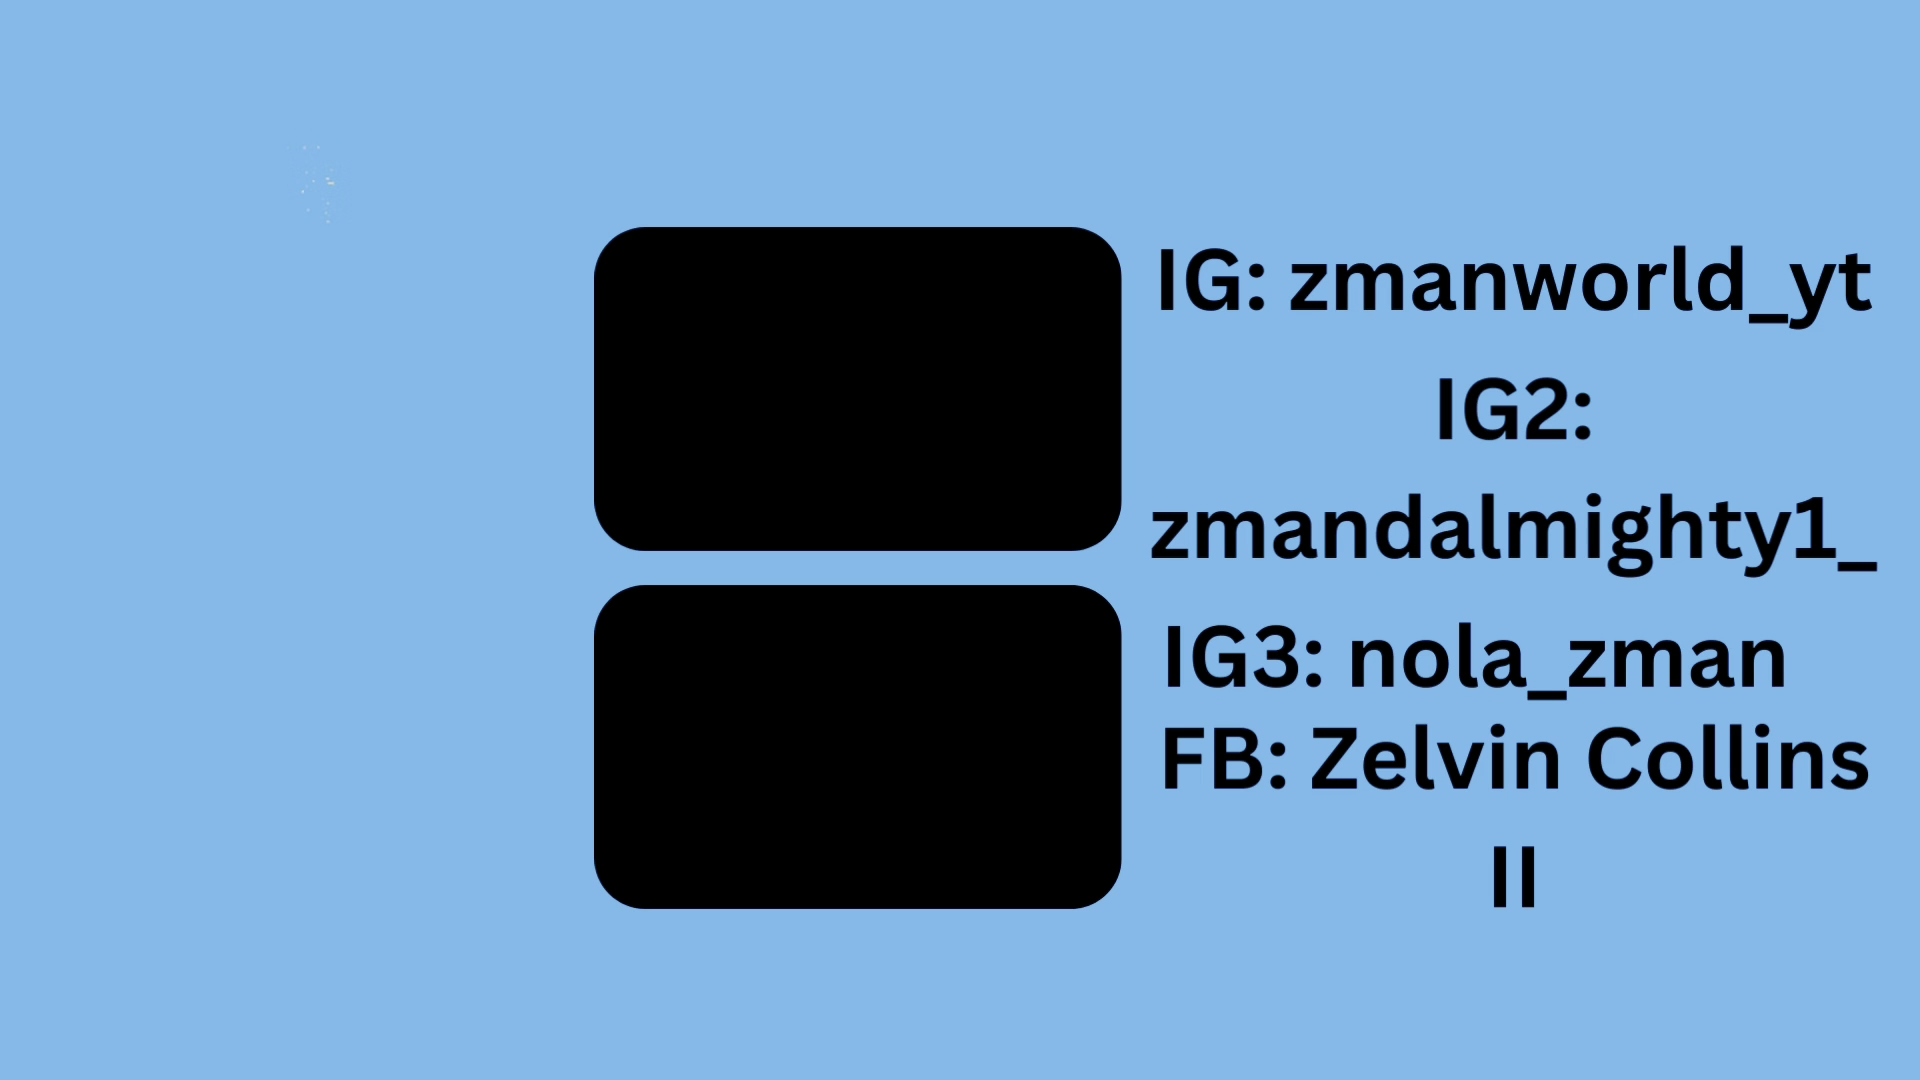 IG: zmanworld_yt
IG2:
zmandalmighty1_
IG3: nola_zman
FB: Zelvin Collins
II